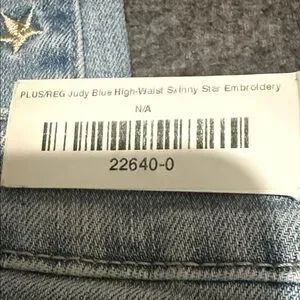 PLUS/REG Judy Blue High-Waist Skinny Star Embroidery
N/A
22640-0